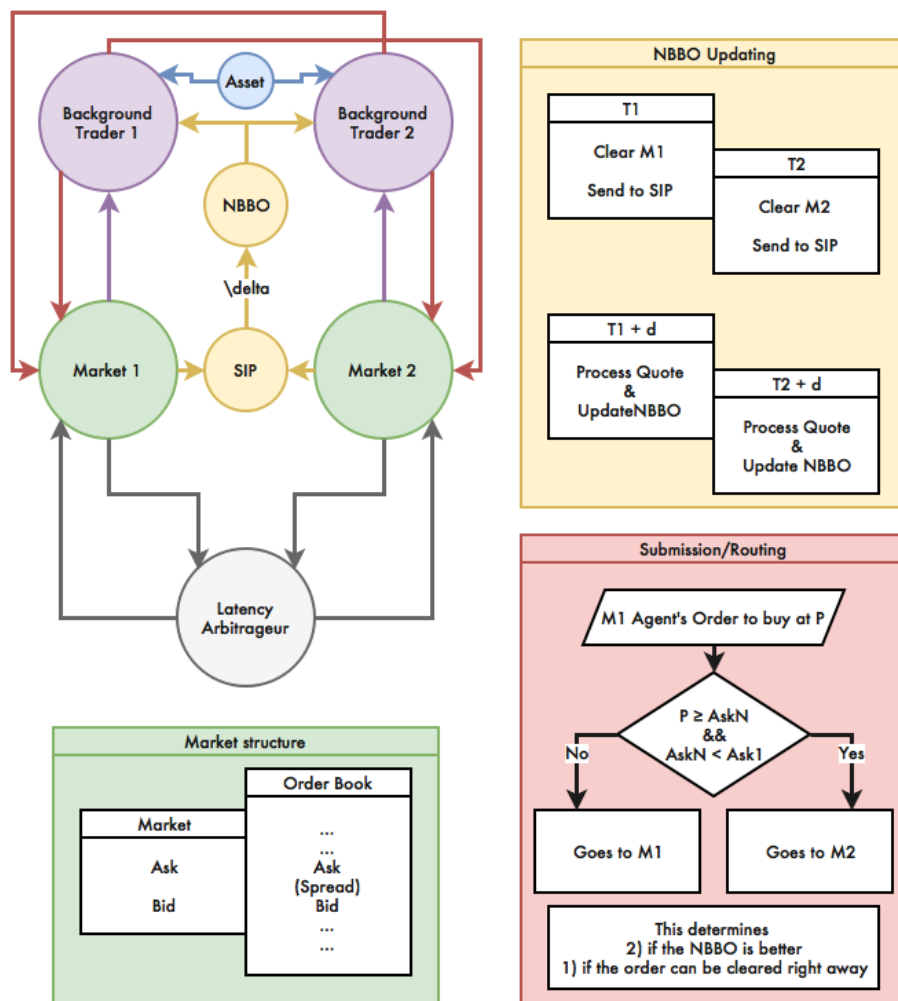 Asset
Background
Trader 1
Background
Trader 2
NBBO
\delta
Market 1
SIP
Market 2
Latency
Arbitrageur
Market structure
Order Book
Market
...
...
Ask
(Spread)
Bid
...
...
Ask
Bid
NBBO Updating
T1
Clear M1
Send to SIP
T2
Clear M2
Send to SIP
T1 + d
Process Quote
&
UpdateNBBO
T2 + d
Process Quote
&
Update NBBO
Submission/Routing
M1 Agent's Order to buy at P
P ≥ AskN
&&
AskN < Ask1
No
Yes
Goes to M1
Goes to M2
This determines
2) if the NBBO is better
1) if the order can be cleared right away